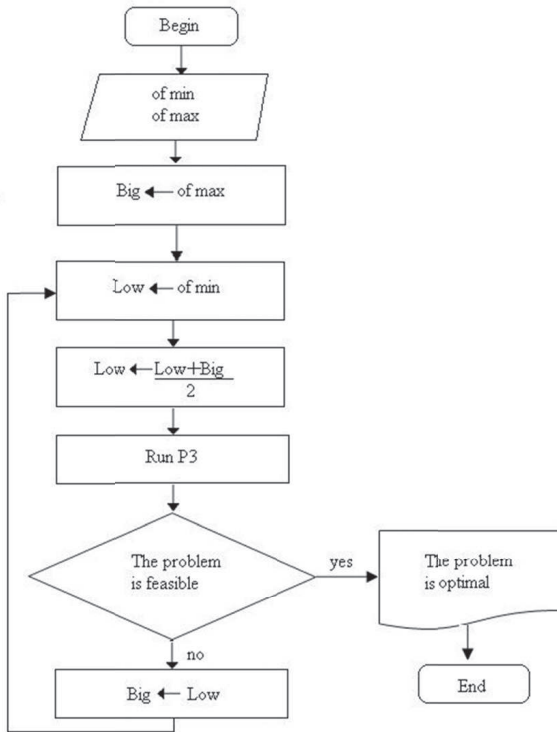 Begin
of min
of max
Big ← of max
Low ← of min
Low ← Low+Big
2
Run P3
The problem
is feasible
yes
The problem
is optimal
no
Big ← Low
End